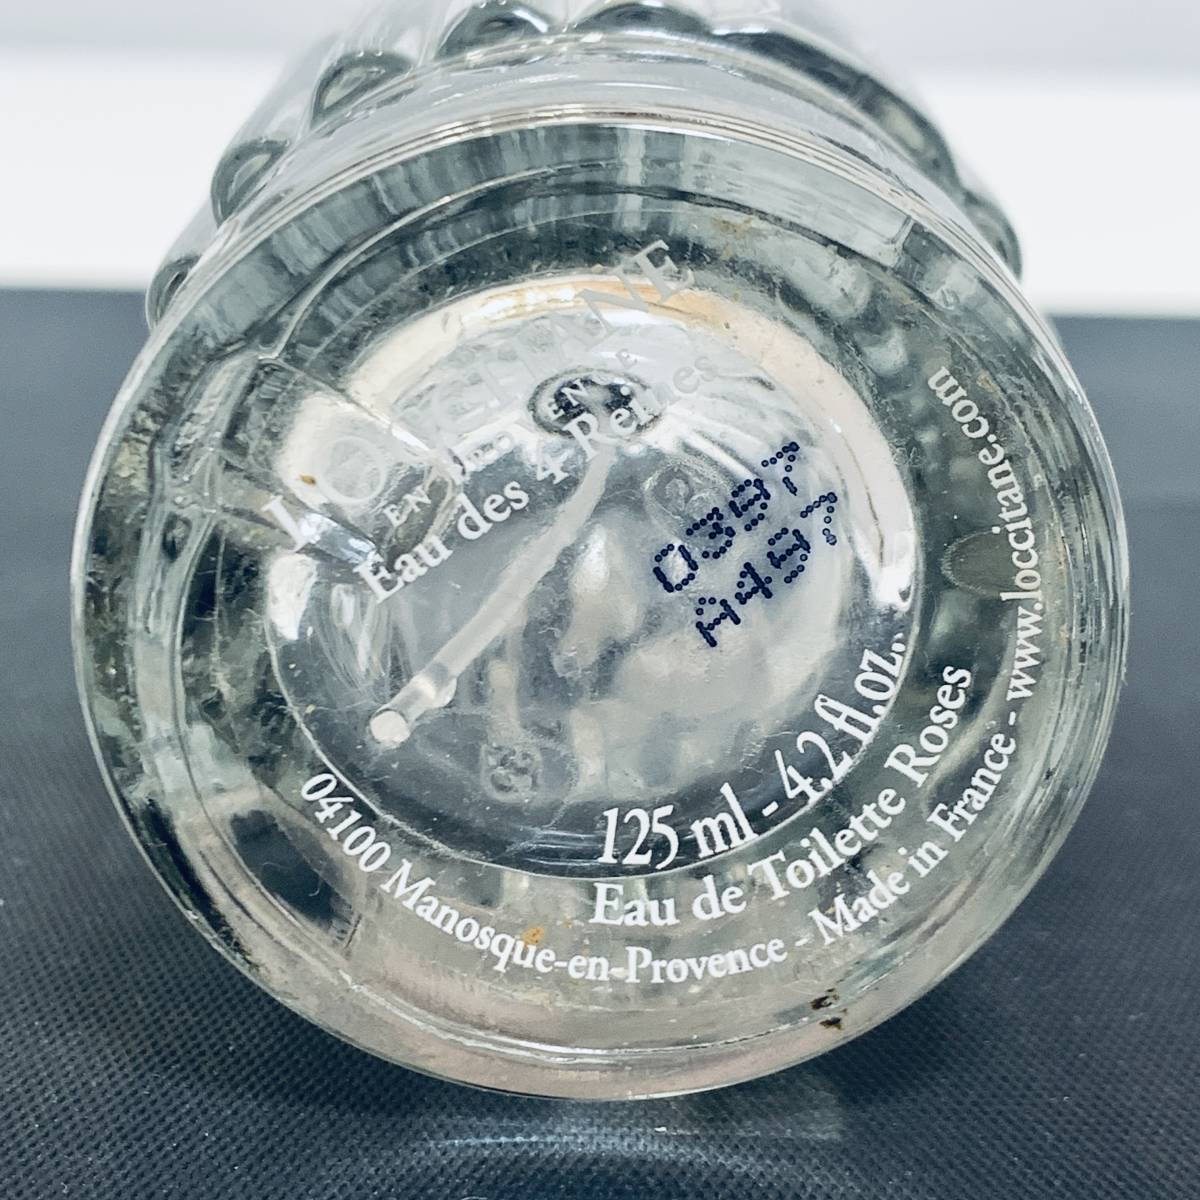 L'OCCITANE
EN PROVENCE
Eau des 4 Reines
0397
A497
125 ml - 4.2 fl.oz.
Eau de Toilette Roses
04100 Manosque-en-Provence - Made in France - www.loccitane.com